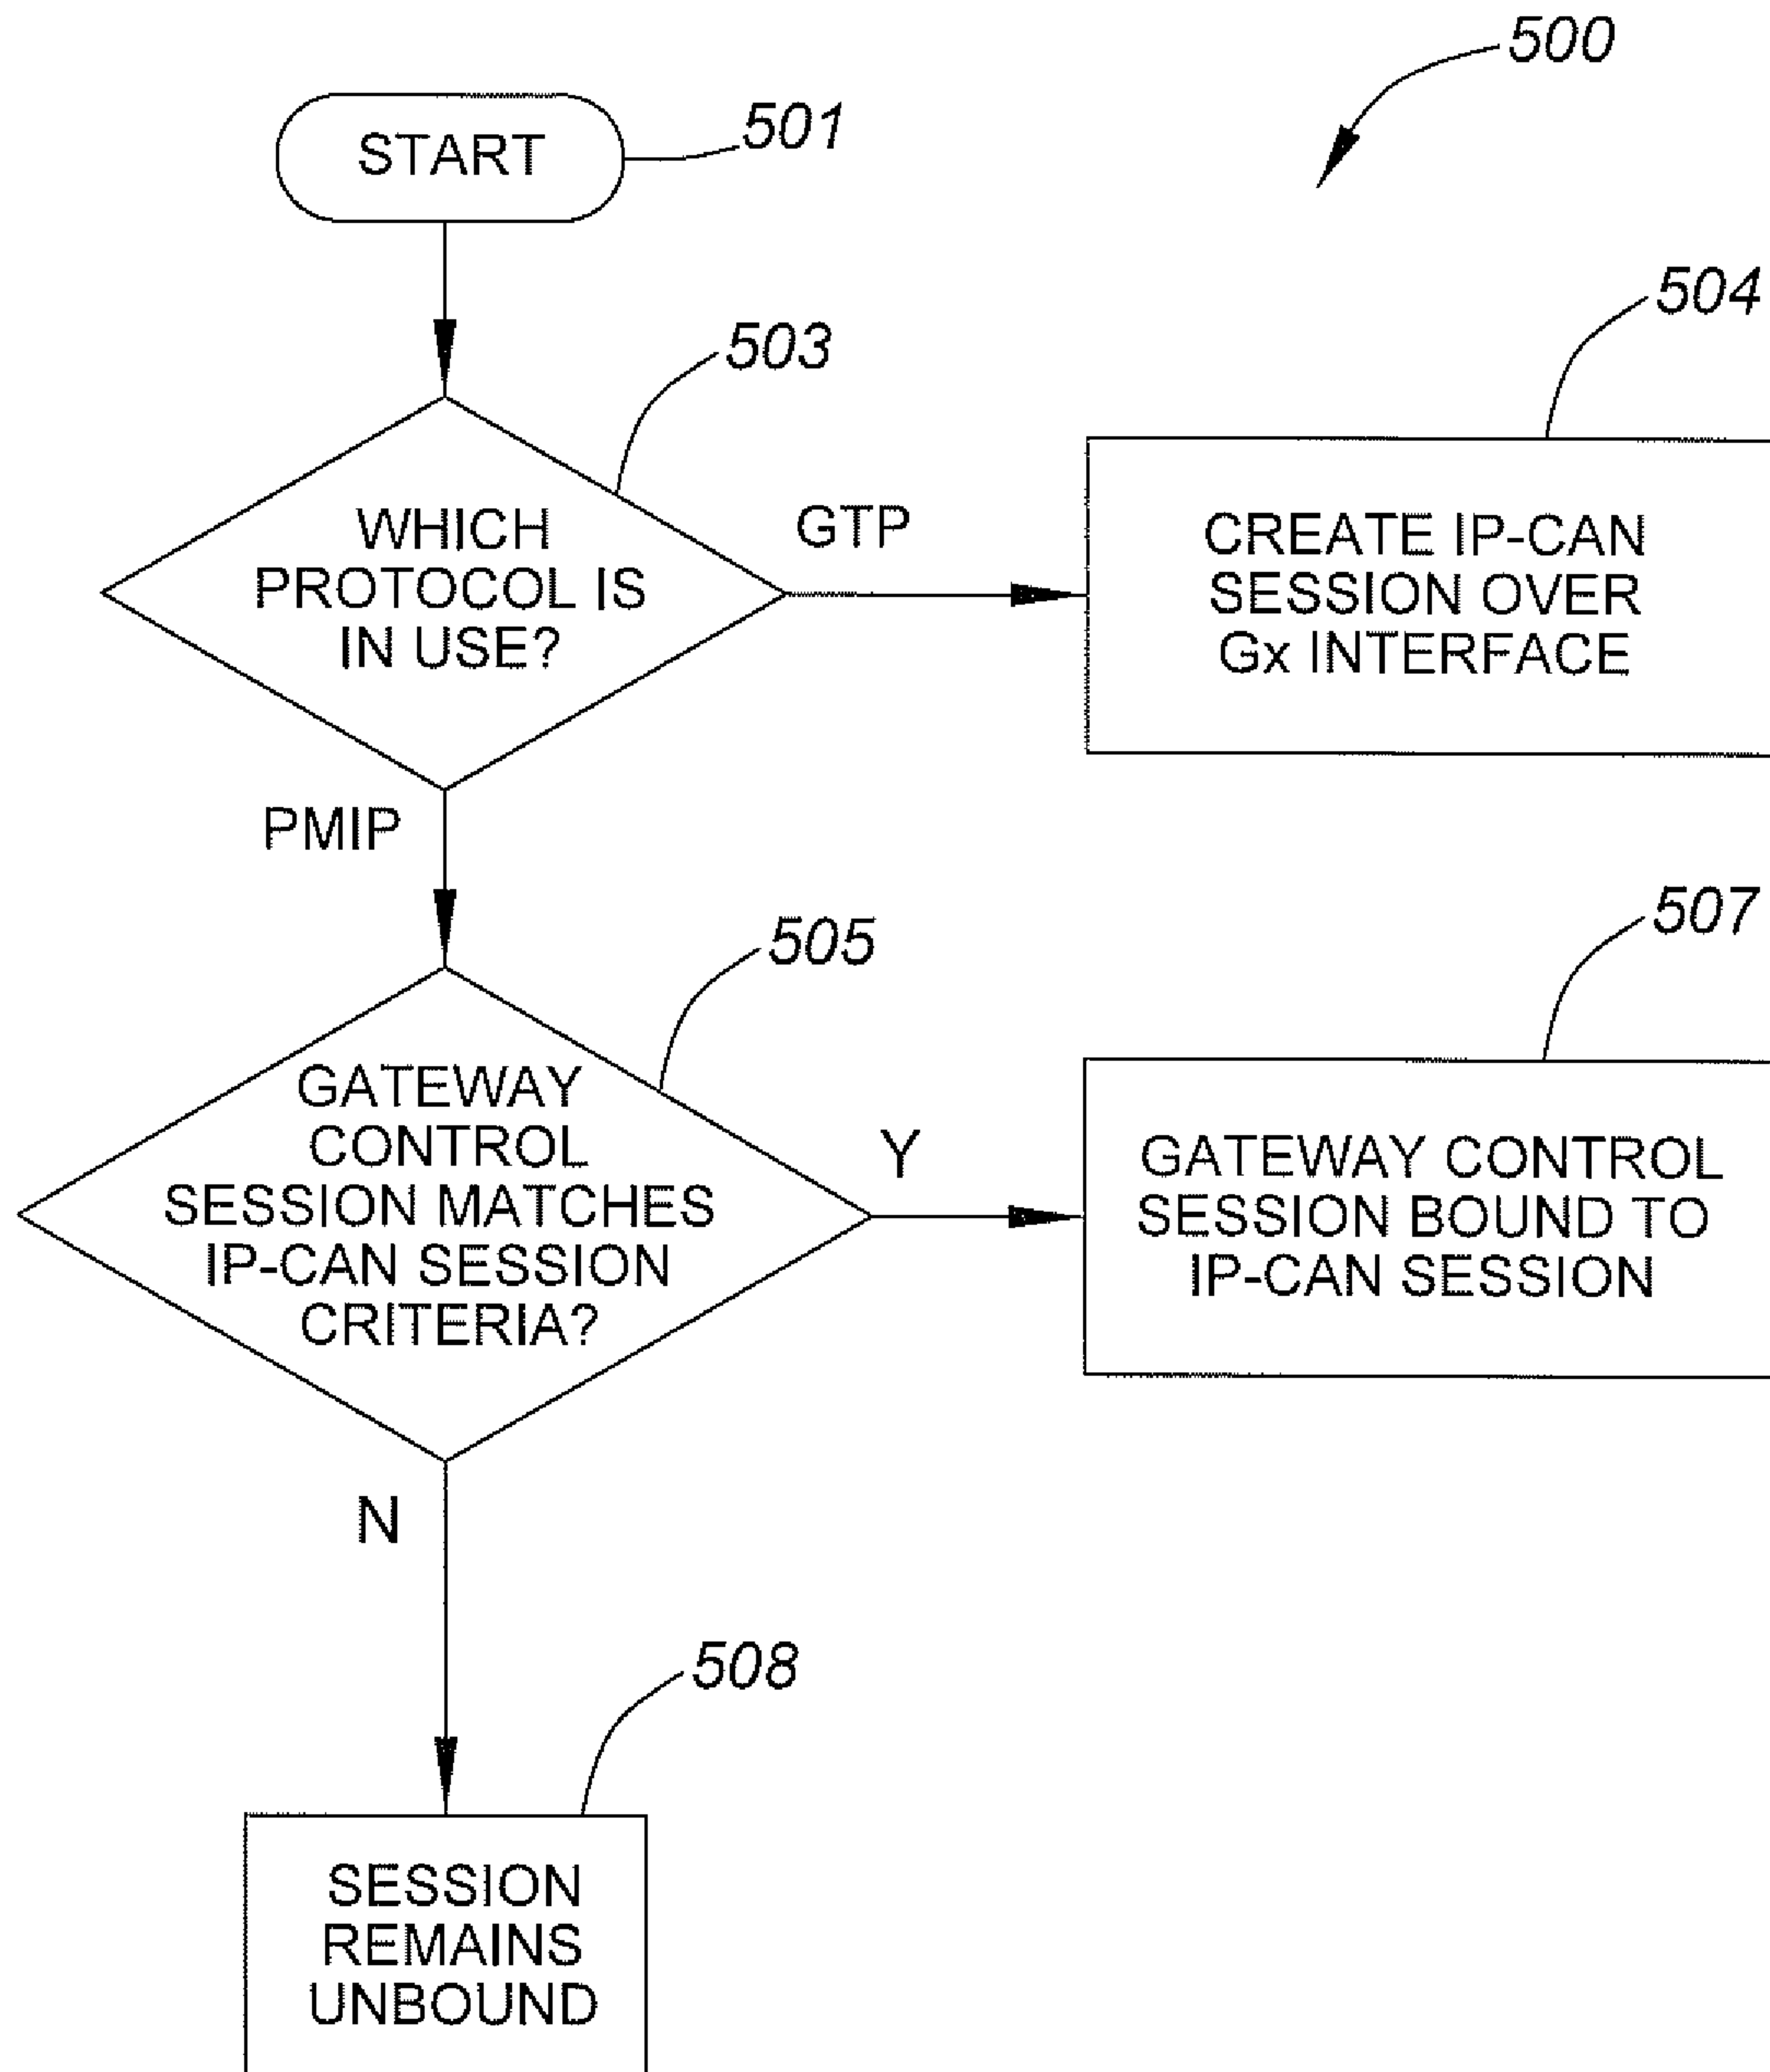 500
START
501
503
504
WHICH
PROTOCOL IS
IN USE?
GTP
CREATE IP-CAN
SESSION OVER
Gx INTERFACE
PMIP
505
507
GATEWAY
CONTROL
SESSION MATCHES
IP-CAN SESSION
CRITERIA?
Y
GATEWAY CONTROL
SESSION BOUND TO
IP-CAN SESSION
N
508
SESSION
REMAINS
UNBOUND